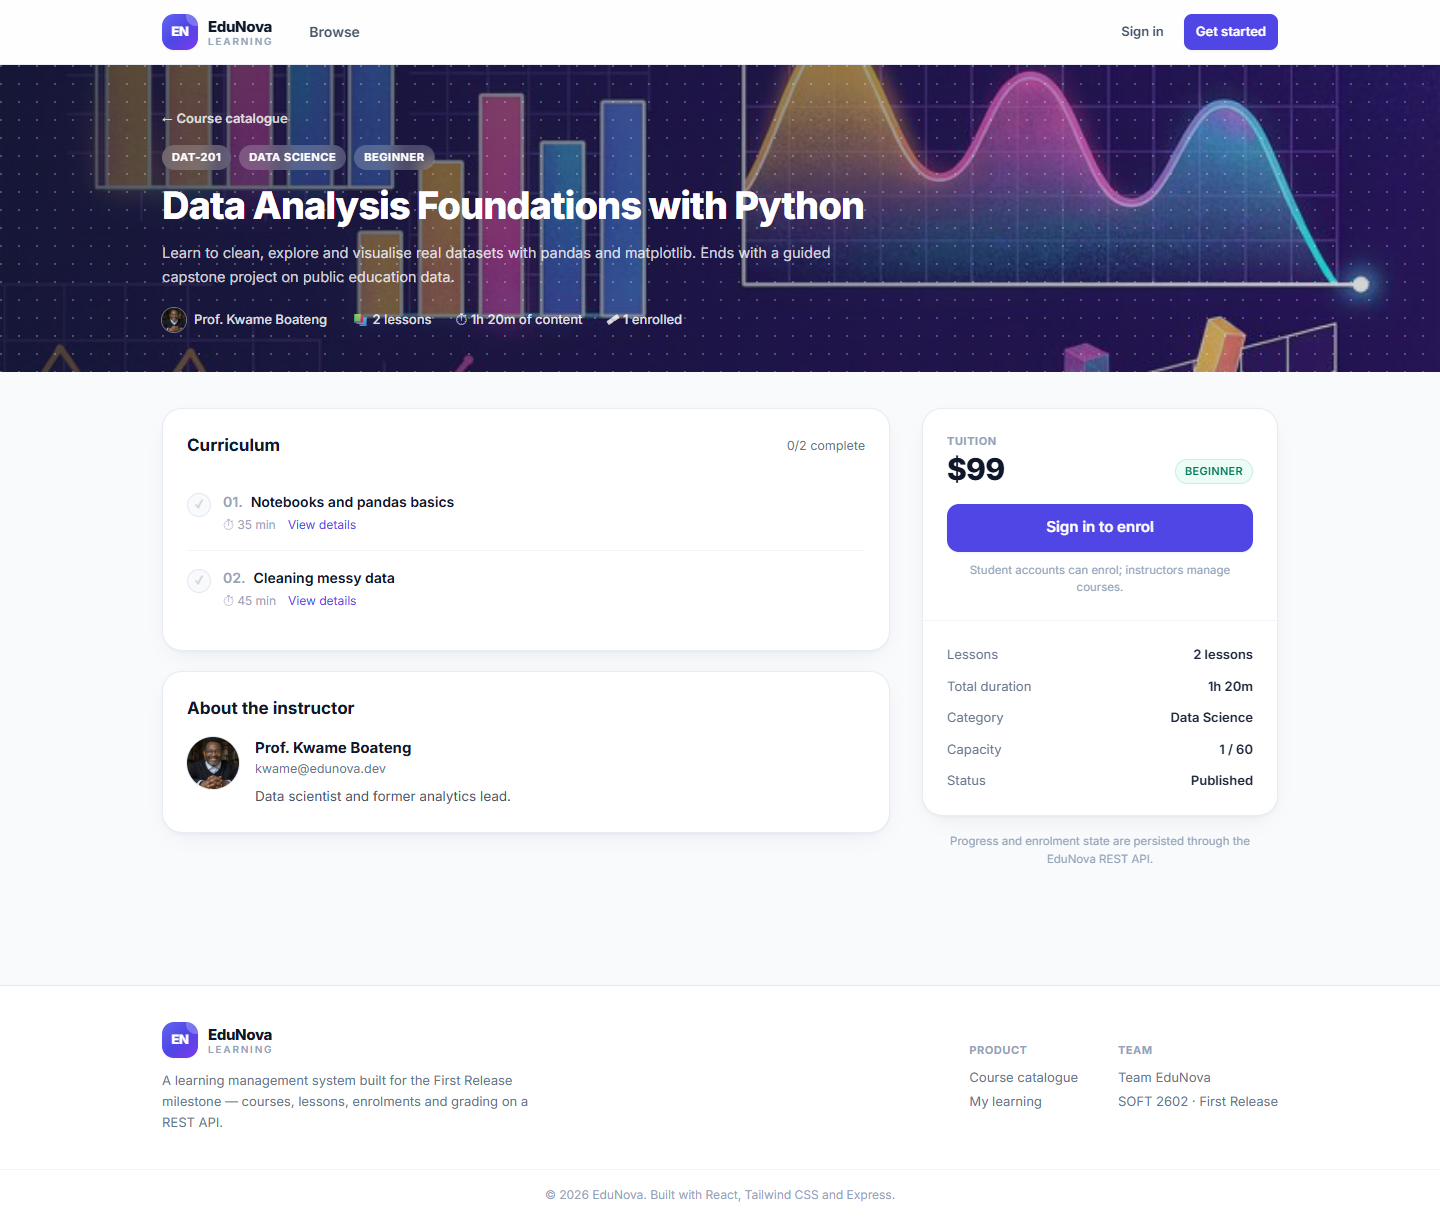 EN
EduNova
LEARNING
Browse
Sign in
Get started
← Course catalogue
DAT-201
DATA SCIENCE
BEGINNER
Data Analysis Foundations with Python
Learn to clean, explore and visualise real datasets with pandas and matplotlib. Ends with a guided
capstone project on public education data.
Prof. Kwame Boateng
2 lessons
1h 20m of content
1 enrolled
Curriculum
0/2 complete
01. Notebooks and pandas basics
35 min View details
02. Cleaning messy data
45 min View details
About the instructor
Prof. Kwame Boateng
kwame@edunova.dev
Data scientist and former analytics lead.
TUITION
$99
BEGINNER
Sign in to enrol
Student accounts can enrol; instructors manage
courses.
Lessons 2 lessons
Total duration 1h 20m
Category Data Science
Capacity 1 / 60
Status Published
Progress and enrolment state are persisted through the
EduNova REST API.
EN
EduNova
LEARNING
A learning management system built for the First Release
milestone — courses, lessons, enrolments and grading on a
REST API.
PRODUCT
Course catalogue
My learning
TEAM
Team EduNova
SOFT 2602 · First Release
© 2026 EduNova. Built with React, Tailwind CSS and Express.